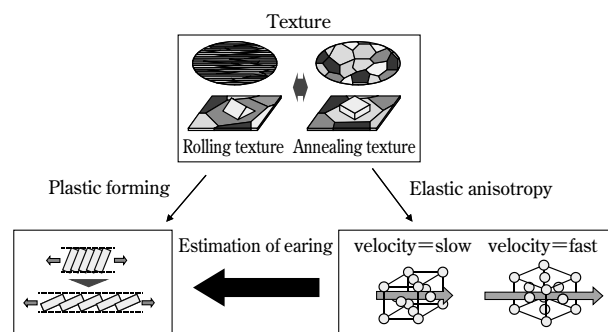 Texture
Rolling texture
Annealing texture
Plastic forming
Elastic anisotropy
Estimation of earing
velocity=slow
velocity=fast